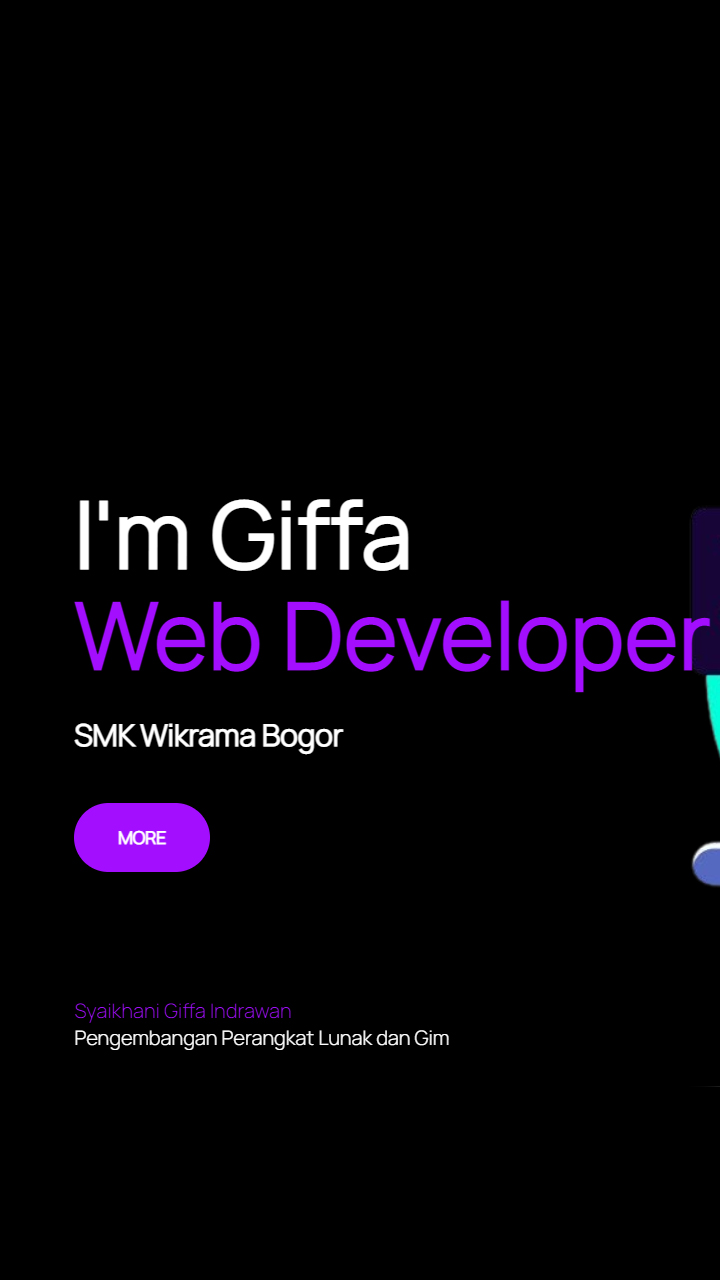 I'm Giffa
Web Developer
SMK Wikrama Bogor
MORE
Syaikhani Giffa Indrawan
Pengembangan Perangkat Lunak dan Gim